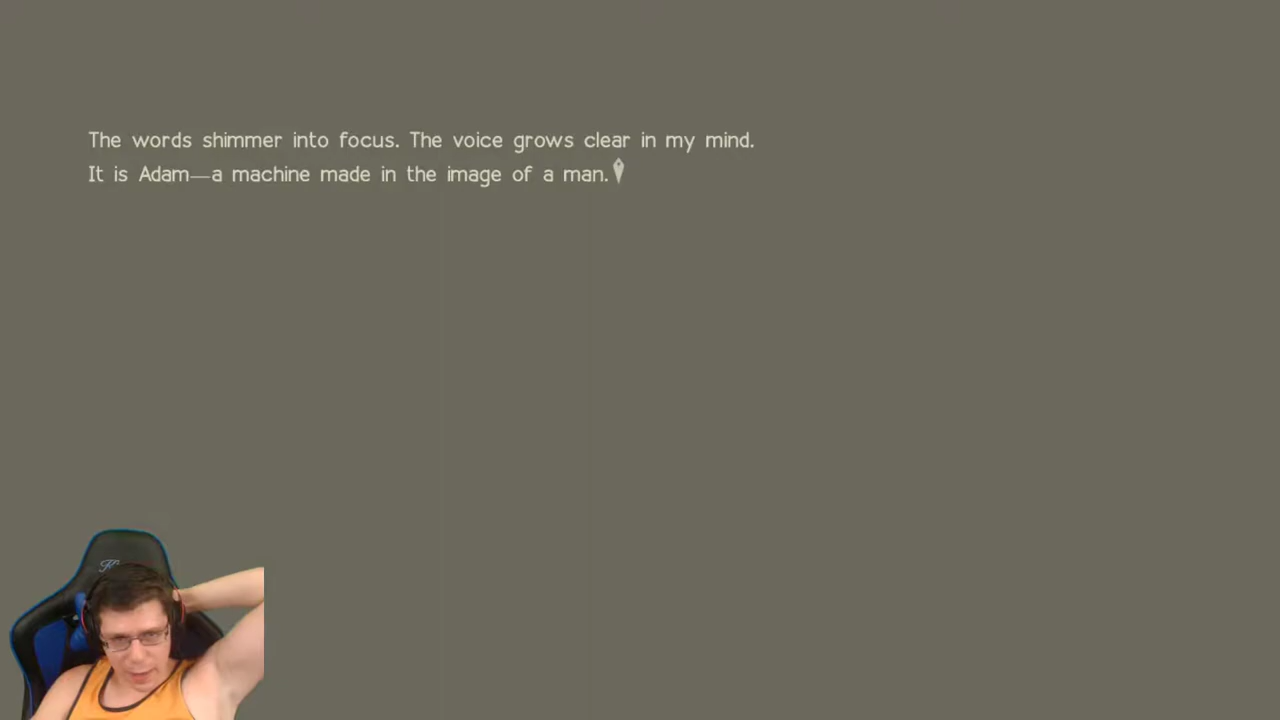 The words shimmer into focus. The voice grows clear in my mind.
It is Adam—a machine made in the image of a man.